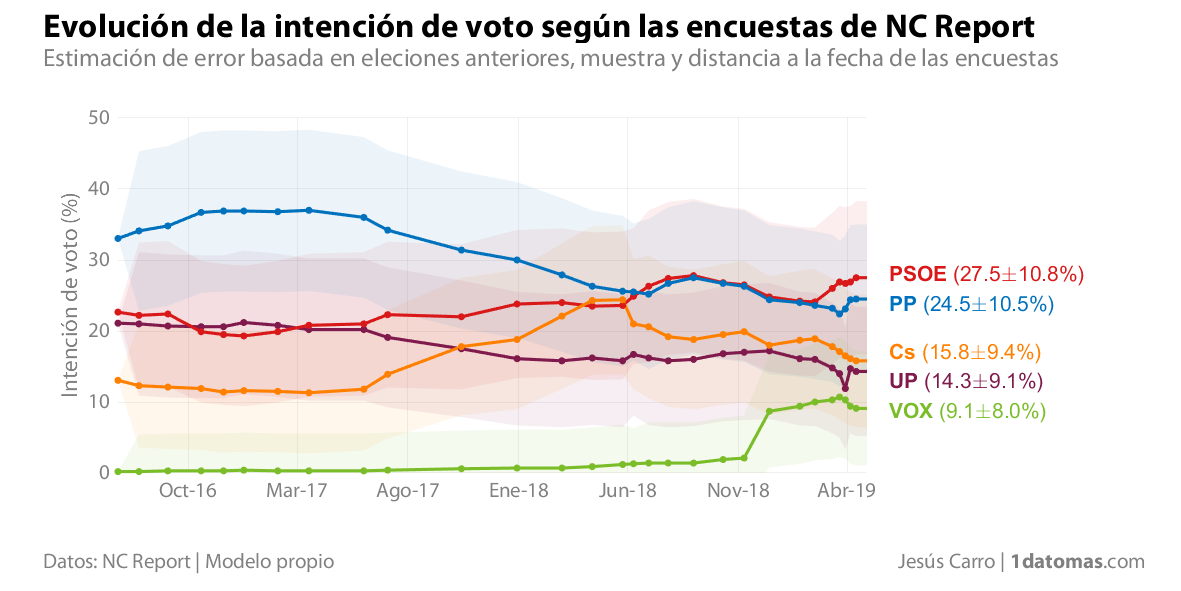 Evolución de la intención de voto según las encuestas de NC Report
Estimación de error basada en eleciones anteriores, muestra y distancia a la fecha de las encuestas
Intención de voto (%)
50
40
30
20
10
0
Oct-16
Mar-17
Ago-17
Ene-18
Jun-18
Nov-18
Abr-19
PSOE (27.5±10.8%)
PP (24.5±10.5%)
Cs (15.8±9.4%)
UP (14.3±9.1%)
VOX (9.1±8.0%)
Datos: NC Report | Modelo propio
Jesús Carro | 1datomas.com